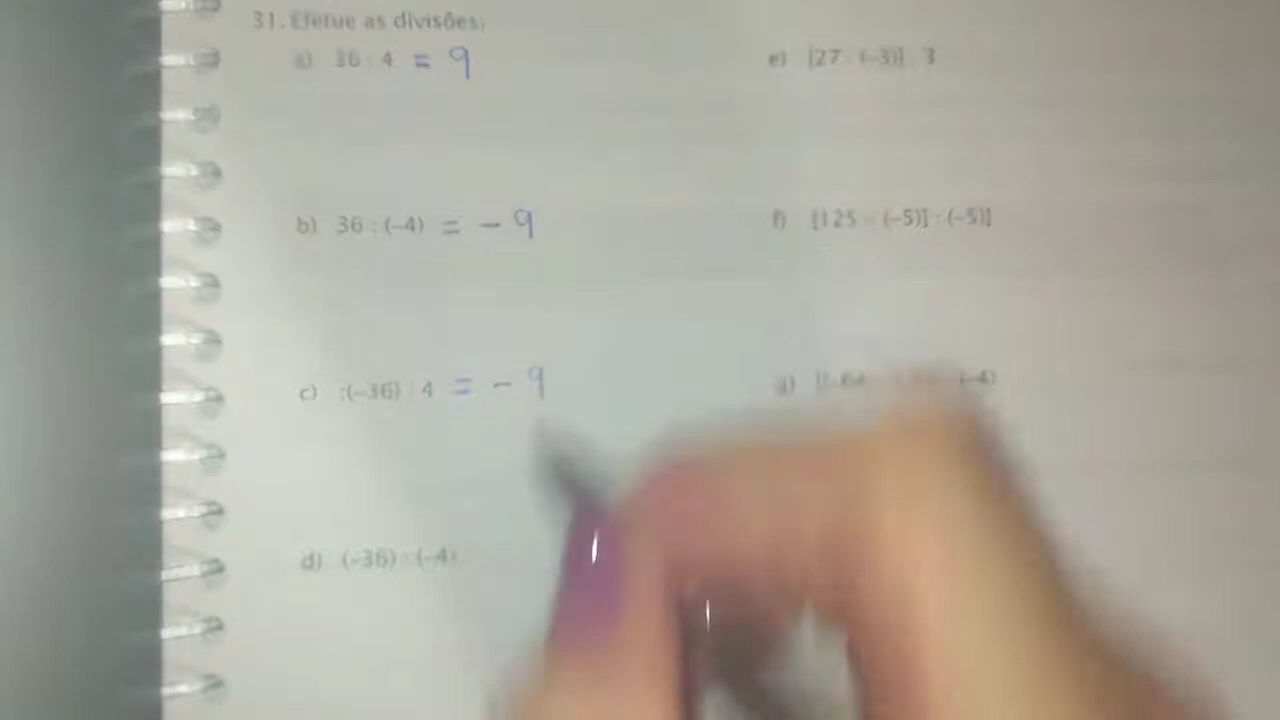 31. Efetue as divisões:
a) 36 : 4 = 9
b) 36 : (-4) = - 9
c) :(-36) : 4 = - 9
d) (-36) : (-4)
e) [27 : (-3)] : 3
f) [125 : (-5)] : (-5)]
g) (-4)